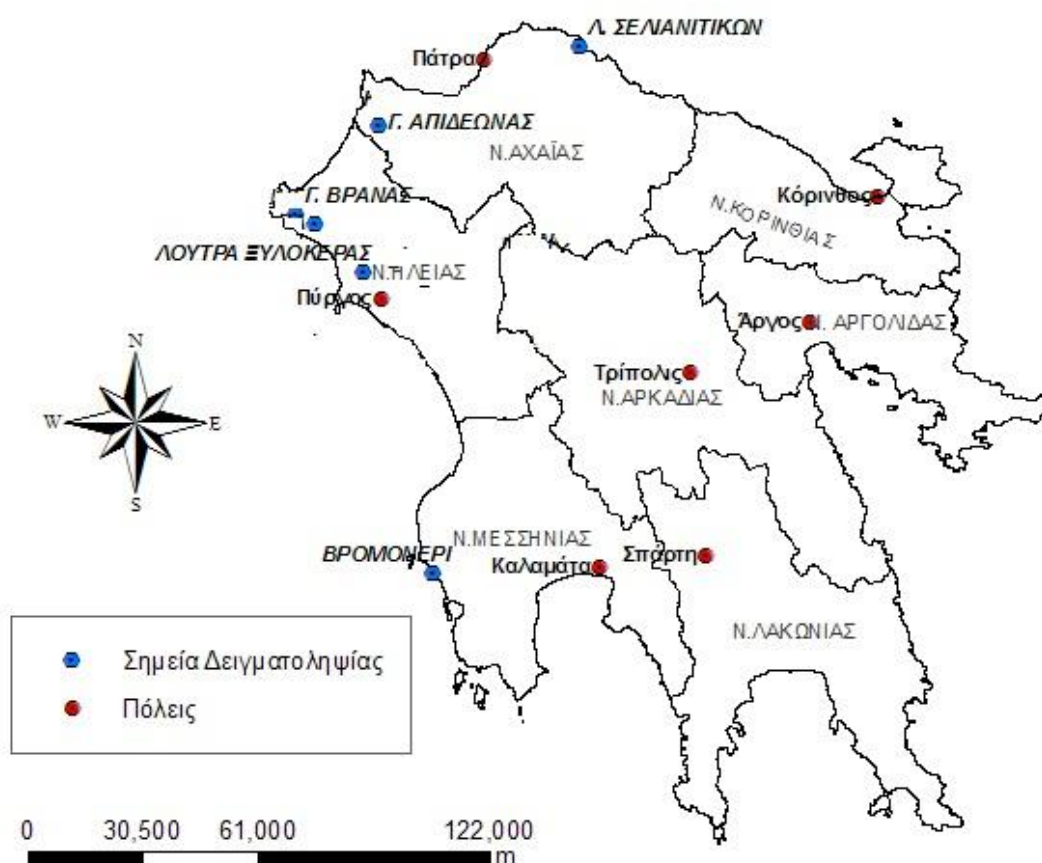 Λ. ΣΕΛΙΑΝΙΤΙΚΩΝ
Πάτρα
Γ. ΑΠΙΔΕΩΝΑΣ
Ν.ΑΧΑΪΑΣ
Γ. ΒΡΑΝΑΣ
Κόρινθος
Ν.ΚΟΡΙΝΘΙΑΣ
ΛΟΥΤΡΑ ΞΥΛΟΚΕΡΑΣ
Ν. ΗΛΕΙΑΣ
Πύργος
Άργος
Ν. ΑΡΓΟΛΙΔΑΣ
Τρίπολις
Ν.ΑΡΚΑΔΙΑΣ
N
W
E
S
ΒΡΟΜΟΝΕΡΙ
Ν.ΜΕΣΣΗΝΙΑΣ
Καλαμάτα
Σπάρτη
Ν.ΛΑΚΩΝΙΑΣ
Σημεία Δειγματοληψίας
Πόλεις
0 30,500 61,000 122,000
m